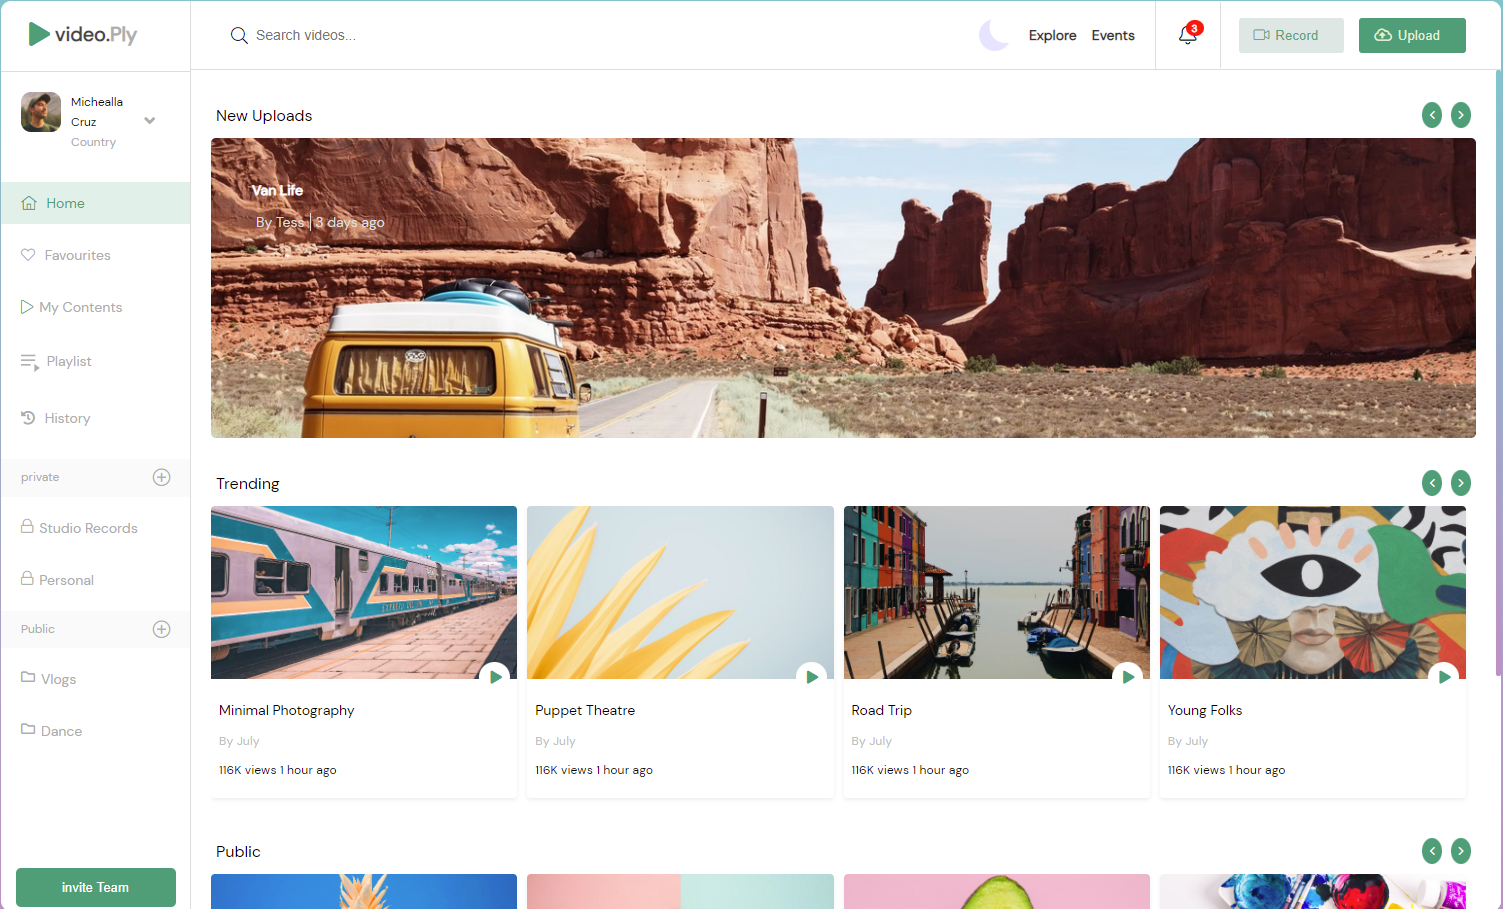 video.Ply
Search videos...
Explore
Events
3
Record
Upload
Michealla
Cruz
Country
Home
Favourites
My Contents
Playlist
History
private
Studio Records
Personal
Public
Vlogs
Dance
invite Team
New Uploads
Van Life
By Tess | 3 days ago
Trending
Minimal Photography
By July
116K views 1 hour ago
Puppet Theatre
By July
116K views 1 hour ago
Road Trip
By July
116K views 1 hour ago
Young Folks
By July
116K views 1 hour ago
Public